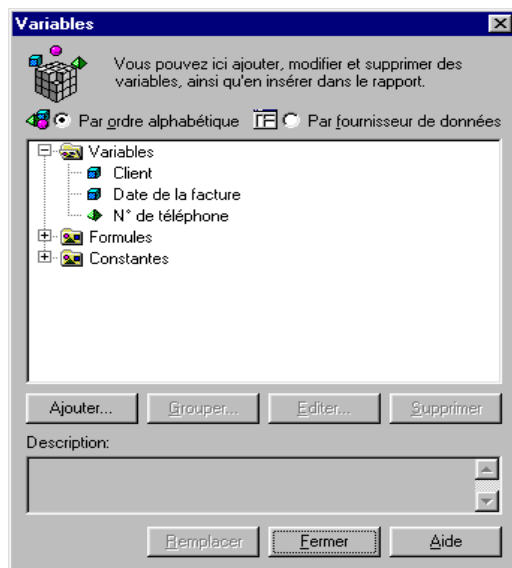 Variables
Vous pouvez ici ajouter, modifier et supprimer des
variables, ainsi qu'en insérer dans le rapport.
Par ordre alphabétique Par fournisseur de données
Variables
Client
Date de la facture
N° de téléphone
Formules
Constantes
Ajouter... Grouper... Editer... Supprimer
Description:
Remplacer Fermer Aide